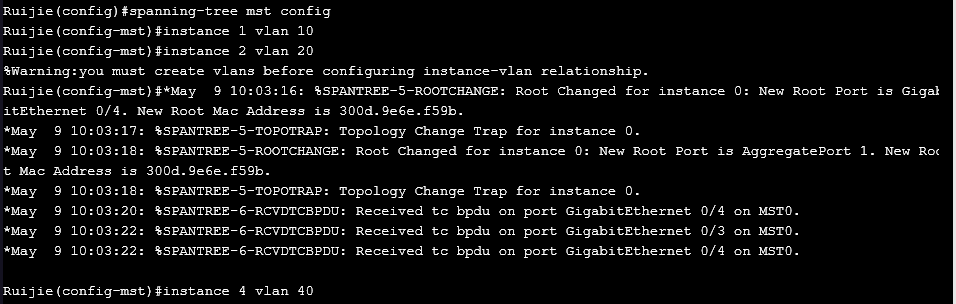 Ruijie(config)#spanning-tree mst config
Ruijie(config-mst)#instance 1 vlan 10
Ruijie(config-mst)#instance 2 vlan 20
%Warning:you must create vlans before configuring instance-vlan relationship.
Ruijie(config-mst)#*May  9 10:03:16: %SPANTREE-5-ROOTCHANGE: Root Changed for instance 0: New Root Port is Gigab
itEthernet 0/4. New Root Mac Address is 300d.9e6e.f59b.
*May  9 10:03:17: %SPANTREE-5-TOPOTRAP: Topology Change Trap for instance 0.
*May  9 10:03:18: %SPANTREE-5-ROOTCHANGE: Root Changed for instance 0: New Root Port is AggregatePort 1. New Roo
t Mac Address is 300d.9e6e.f59b.
*May  9 10:03:18: %SPANTREE-5-TOPOTRAP: Topology Change Trap for instance 0.
*May  9 10:03:20: %SPANTREE-6-RCVDTCBPDU: Received tc bpdu on port GigabitEthernet 0/4 on MST0.
*May  9 10:03:22: %SPANTREE-6-RCVDTCBPDU: Received tc bpdu on port GigabitEthernet 0/3 on MST0.
*May  9 10:03:22: %SPANTREE-6-RCVDTCBPDU: Received tc bpdu on port GigabitEthernet 0/4 on MST0.
Ruijie(config-mst)#instance 4 vlan 40